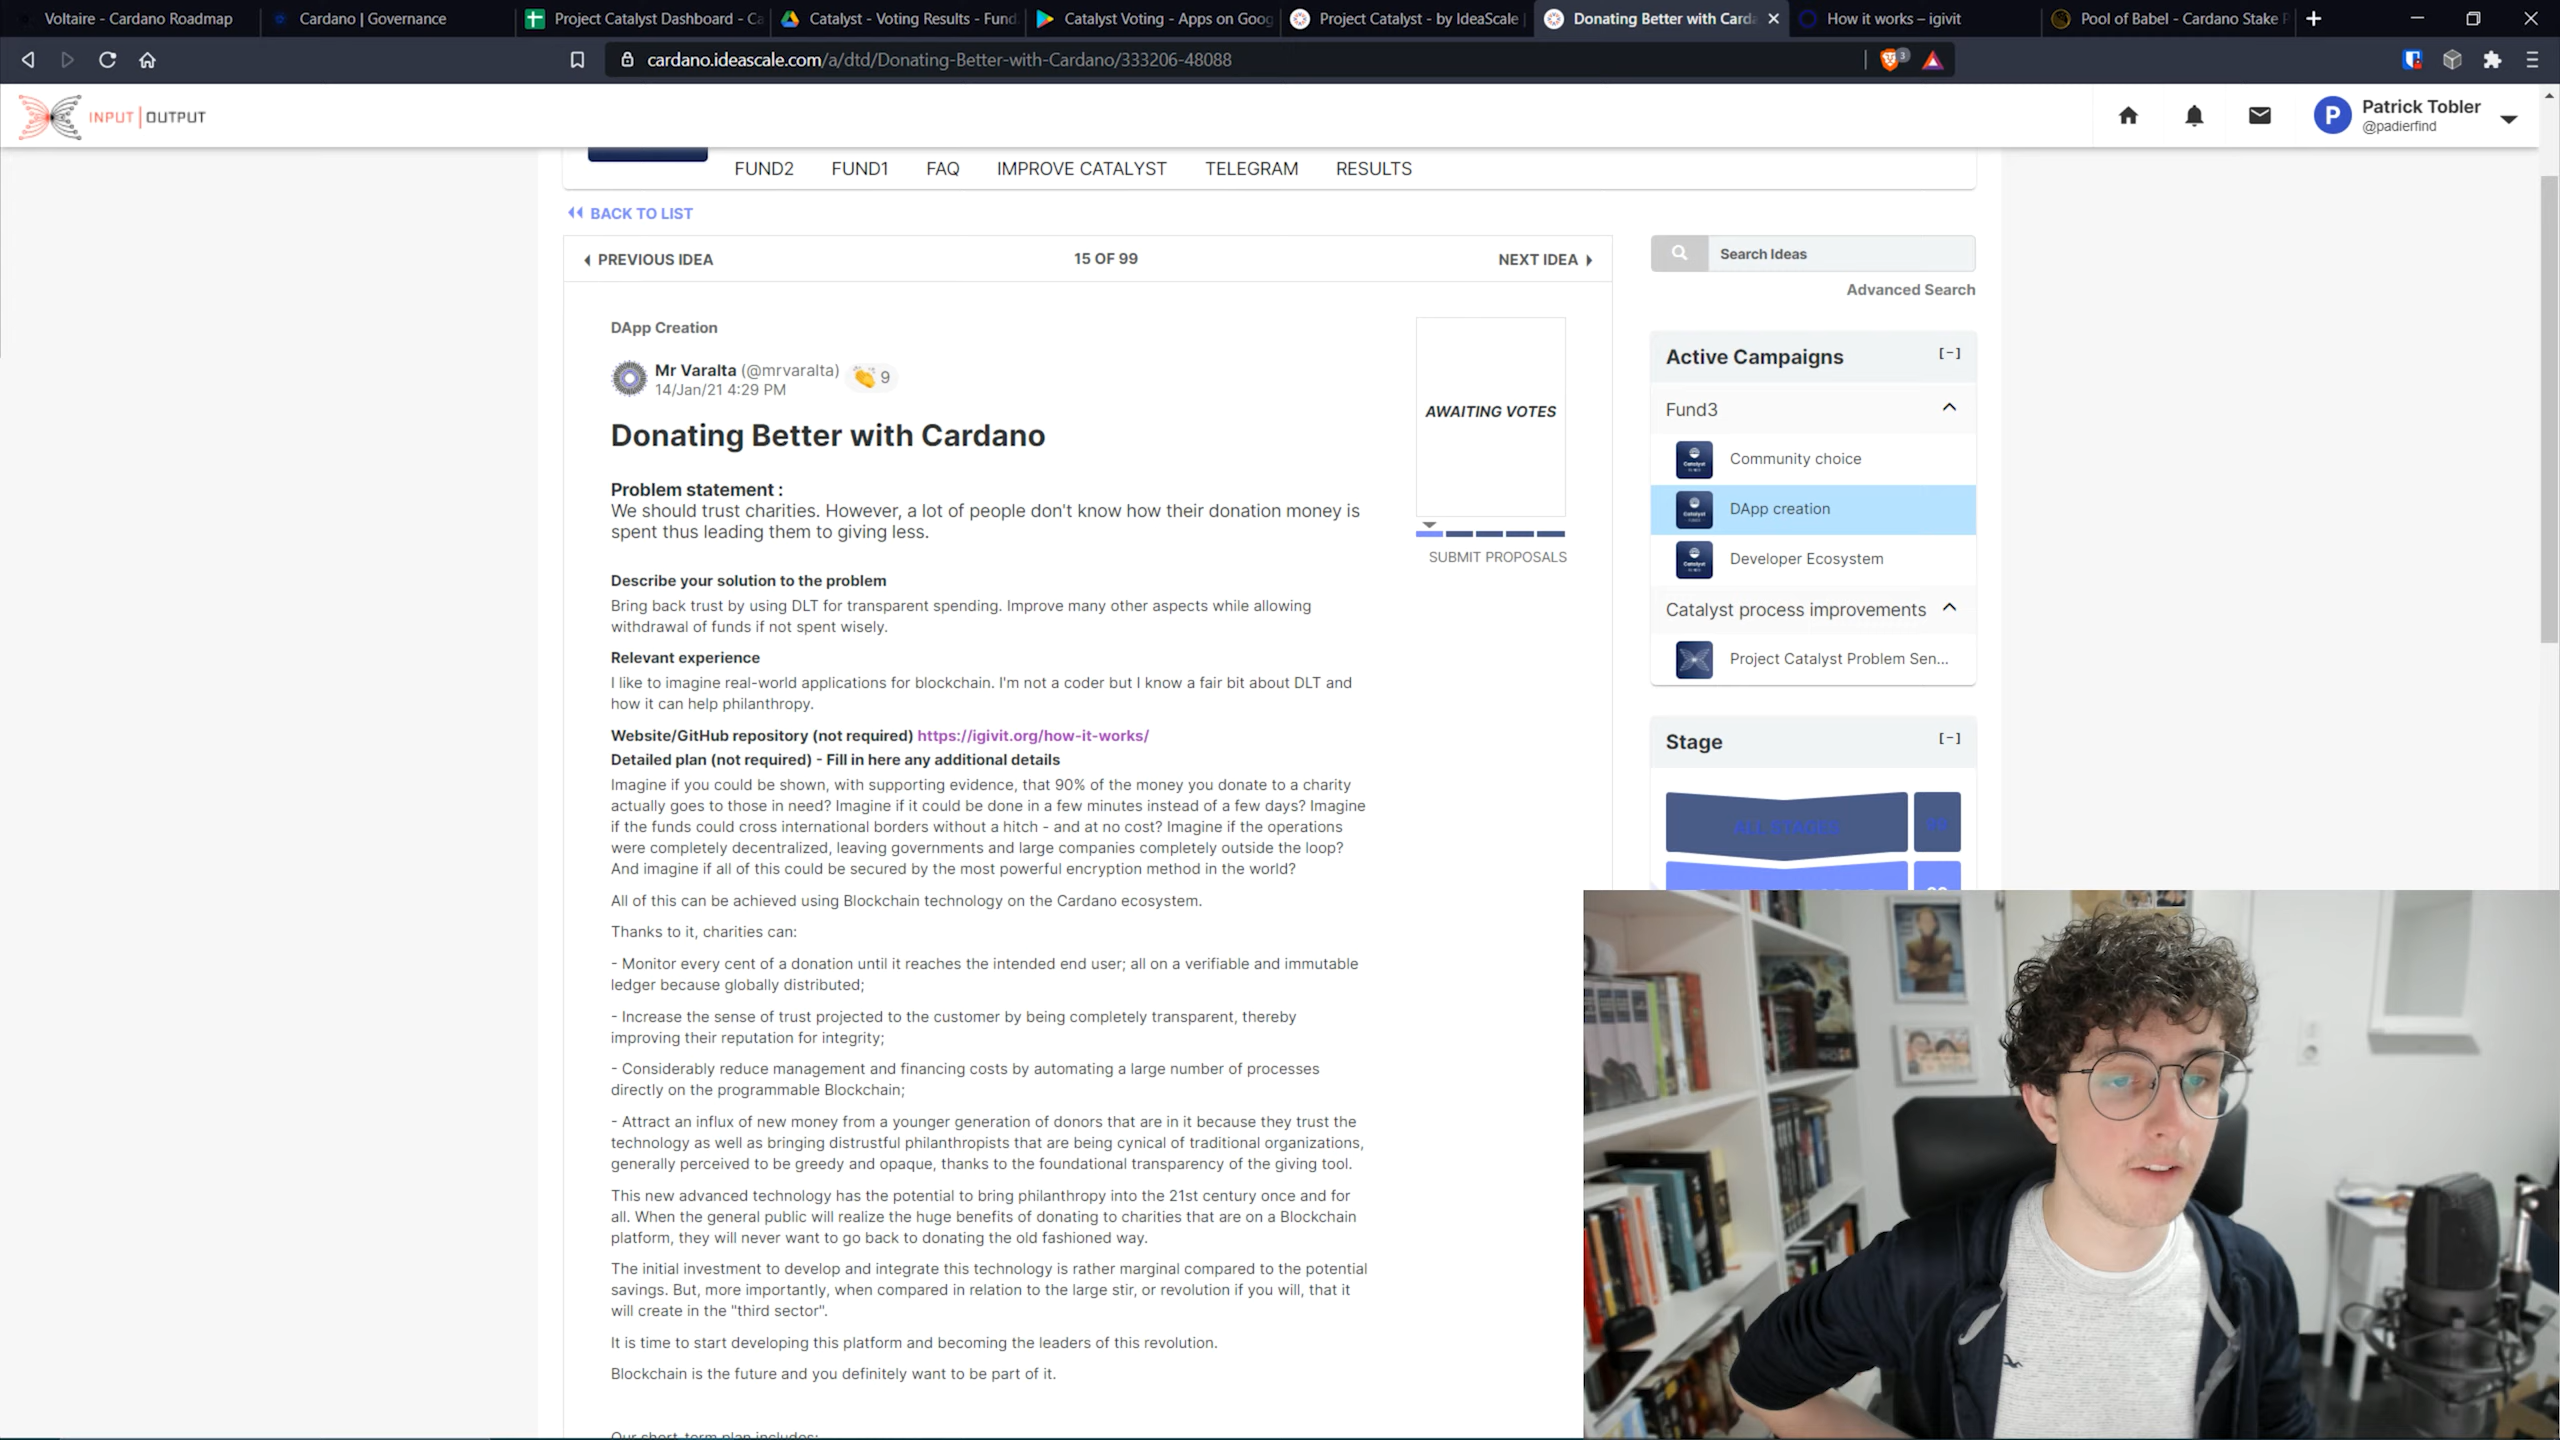 Voltaire - Cardano Roadmap
Cardano | Governance
Project Catalyst Dashboard - Ca
Catalyst - Voting Results - Fund
Catalyst Voting - Apps on Goog
Project Catalyst - by IdeaScale
Donating Better with Carda
How it works – igivit
Pool of Babel - Cardano Stake P
cardano.ideascale.com/a/dtd/Donating-Better-with-Cardano/333206-48088
3
INPUT | OUTPUT
P
Patrick Tobler
@padierfind
FUND2 FUND1 FAQ IMPROVE CATALYST TELEGRAM RESULTS
BACK TO LIST
PREVIOUS IDEA 15 OF 99 NEXT IDEA
DApp Creation
Mr Varalta (@mrvaralta) 9
14/Jan/21 4:29 PM
AWAITING VOTES
SUBMIT PROPOSALS
Donating Better with Cardano
Problem statement :
We should trust charities. However, a lot of people don't know how their donation money is
spent thus leading them to giving less.
Describe your solution to the problem
Bring back trust by using DLT for transparent spending. Improve many other aspects while allowing
withdrawal of funds if not spent wisely.
Relevant experience
I like to imagine real-world applications for blockchain. I'm not a coder but I know a fair bit about DLT and
how it can help philanthropy.
Website/GitHub repository (not required) https://igivit.org/how-it-works/
Detailed plan (not required) - Fill in here any additional details
Imagine if you could be shown, with supporting evidence, that 90% of the money you donate to a charity
actually goes to those in need? Imagine if it could be done in a few minutes instead of a few days? Imagine
if the funds could cross international borders without a hitch - and at no cost? Imagine if the operations
were completely decentralized, leaving governments and large companies completely outside the loop?
And imagine if all of this could be secured by the most powerful encryption method in the world?
All of this can be achieved using Blockchain technology on the Cardano ecosystem.
Thanks to it, charities can:
- Monitor every cent of a donation until it reaches the intended end user; all on a verifiable and immutable
ledger because globally distributed;
- Increase the sense of trust projected to the customer by being completely transparent, thereby
improving their reputation for integrity;
- Considerably reduce management and financing costs by automating a large number of processes
directly on the programmable Blockchain;
- Attract an influx of new money from a younger generation of donors that are in it because they trust the
technology as well as bringing distrustful philanthropists that are being cynical of traditional organizations,
generally perceived to be greedy and opaque, thanks to the foundational transparency of the giving tool.
This new advanced technology has the potential to bring philanthropy into the 21st century once and for
all. When the general public will realize the huge benefits of donating to charities that are on a Blockchain
platform, they will never want to go back to donating the old fashioned way.
The initial investment to develop and integrate this technology is rather marginal compared to the potential
savings. But, more importantly, when compared in relation to the large stir, or revolution if you will, that it
will create in the "third sector".
It is time to start developing this platform and becoming the leaders of this revolution.
Blockchain is the future and you definitely want to be part of it.
Our short-term plan includes:
Search Ideas
Advanced Search
Active Campaigns [-]
Fund3
Community choice
DApp creation
Developer Ecosystem
Catalyst process improvements
Project Catalyst Problem Sen...
Stage [-]
ALL STAGES